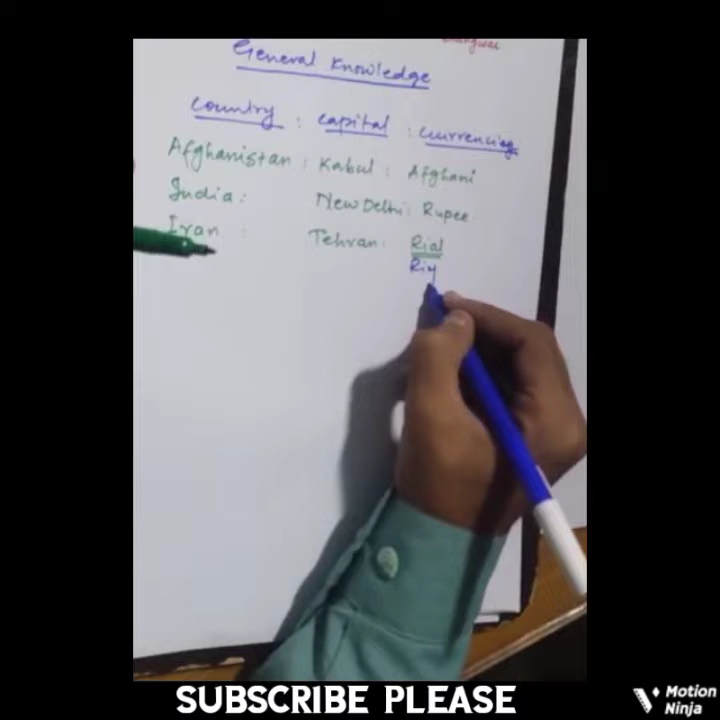 General Knowledge
Country : Capital : Currencies
Afghanistan : Kabul : Afghani
India : New Delhi : Rupee
Iran : Tehran : Rial
Riy
SUBSCRIBE PLEASE
Motion
Ninja